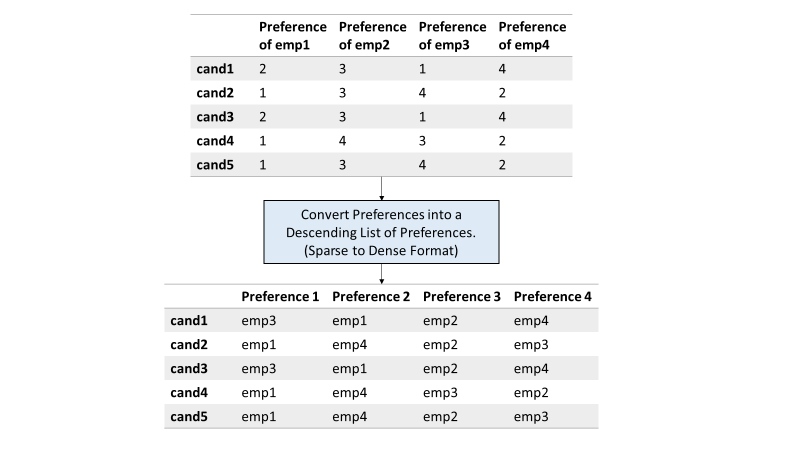 Preference of emp1 Preference of emp2 Preference of emp3 Preference of emp4
cand1 2 3 1 4
cand2 1 3 4 2
cand3 2 3 1 4
cand4 1 4 3 2
cand5 1 3 4 2
Convert Preferences into a
Descending List of Preferences.
(Sparse to Dense Format)
Preference 1 Preference 2 Preference 3 Preference 4
cand1 emp3 emp1 emp2 emp4
cand2 emp1 emp4 emp2 emp3
cand3 emp3 emp1 emp2 emp4
cand4 emp1 emp4 emp3 emp2
cand5 emp1 emp4 emp2 emp3